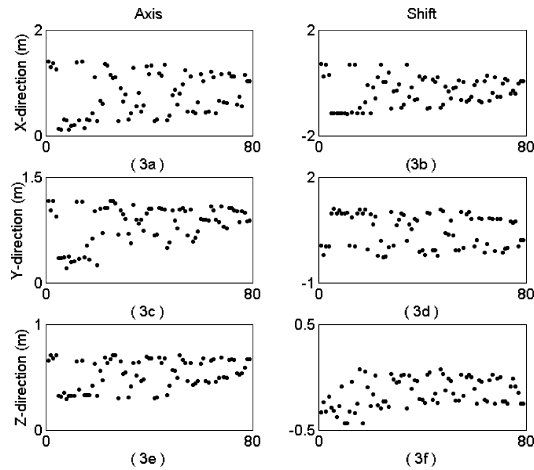 Axis
Shift
2
X-direction (m)
0
0
80
( 3a )
2
-2
0
80
(3b )
1.5
Y-direction (m)
0
0
80
( 3c )
2
-1
0
80
( 3d )
1
Z-direction (m)
0
0
80
( 3e )
0.5
-0.5
0
80
( 3f )